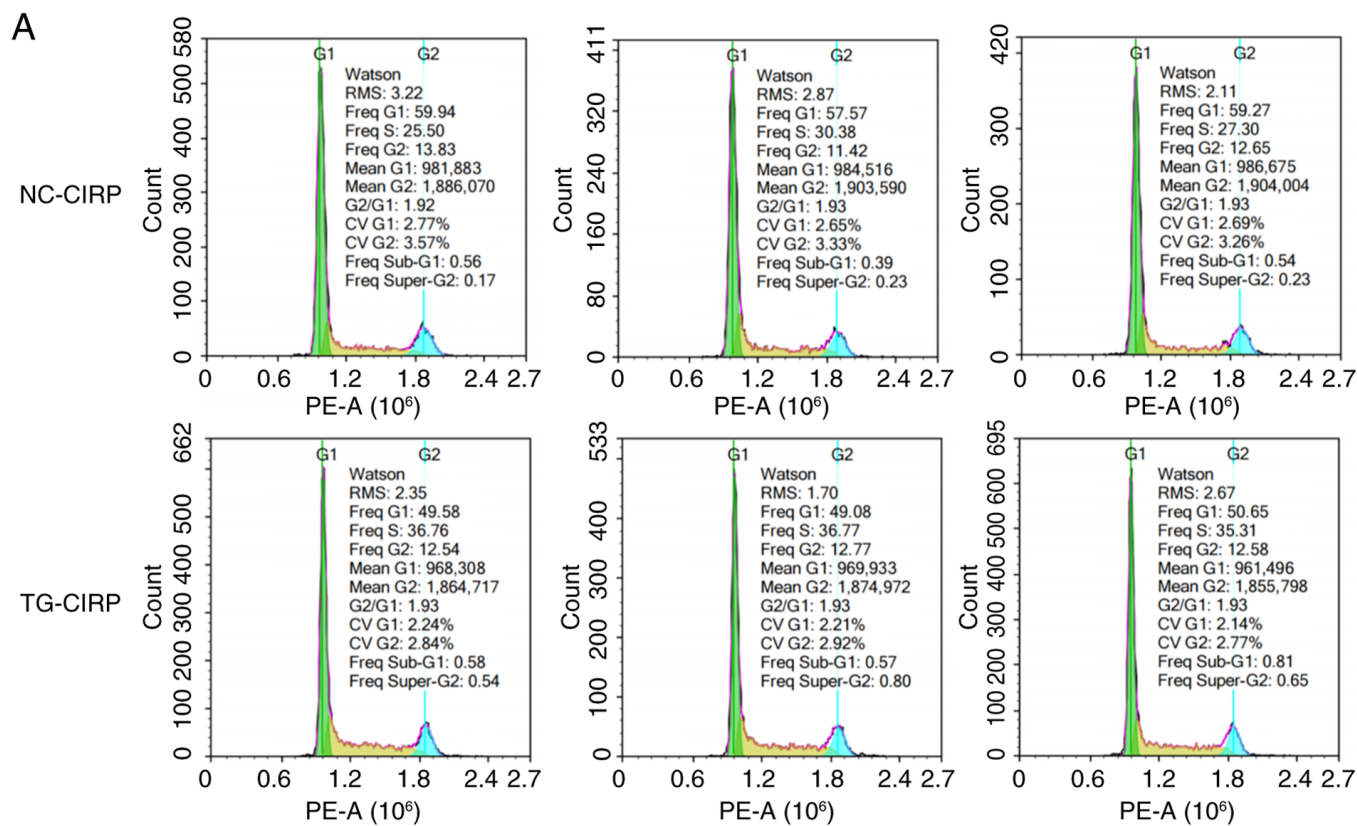 A
NC-CIRP
Count
580
500
400
300
200
100
0
G1
G2
Watson
RMS: 3.22
Freq G1: 59.94
Freq S: 25.50
Freq G2: 13.83
Mean G1: 981,883
Mean G2: 1,886,070
G2/G1: 1.92
CV G1: 2.77%
CV G2: 3.57%
Freq Sub-G1: 0.56
Freq Super-G2: 0.17
0 0.6 1.2 1.8 2.4 2.7
PE-A (10⁶)
Count
411
320
240
160
80
0
G1
G2
Watson
RMS: 2.87
Freq G1: 57.57
Freq S: 30.38
Freq G2: 11.42
Mean G1: 984,516
Mean G2: 1,903,590
G2/G1: 1.93
CV G1: 2.65%
CV G2: 3.33%
Freq Sub-G1: 0.39
Freq Super-G2: 0.23
0 0.6 1.2 1.8 2.4 2.7
PE-A (10⁶)
Count
420
300
200
100
0
G1
G2
Watson
RMS: 2.11
Freq G1: 59.27
Freq S: 27.30
Freq G2: 12.65
Mean G1: 986,675
Mean G2: 1,904,004
G2/G1: 1.93
CV G1: 2.69%
CV G2: 3.26%
Freq Sub-G1: 0.54
Freq Super-G2: 0.23
0 0.6 1.2 1.8 2.4 2.7
PE-A (10⁶)
TG-CIRP
Count
662
500
400
300
200
100
0
G1
G2
Watson
RMS: 2.35
Freq G1: 49.58
Freq S: 36.76
Freq G2: 12.54
Mean G1: 968,308
Mean G2: 1,864,717
G2/G1: 1.93
CV G1: 2.24%
CV G2: 2.84%
Freq Sub-G1: 0.58
Freq Super-G2: 0.54
0 0.6 1.2 1.8 2.4 2.7
PE-A (10⁶)
Count
533
400
300
200
100
0
G1
G2
Watson
RMS: 1.70
Freq G1: 49.08
Freq S: 36.77
Freq G2: 12.77
Mean G1: 969,933
Mean G2: 1,874,972
G2/G1: 1.93
CV G1: 2.21%
CV G2: 2.92%
Freq Sub-G1: 0.57
Freq Super-G2: 0.80
0 0.6 1.2 1.8 2.4 2.7
PE-A (10⁶)
Count
695
600
500
400
300
200
100
0
G1
G2
Watson
RMS: 2.67
Freq G1: 50.65
Freq S: 35.31
Freq G2: 12.58
Mean G1: 961,496
Mean G2: 1,855,798
G2/G1: 1.93
CV G1: 2.14%
CV G2: 2.77%
Freq Sub-G1: 0.81
Freq Super-G2: 0.65
0 0.6 1.2 1.8 2.4 2.7
PE-A (10⁶)